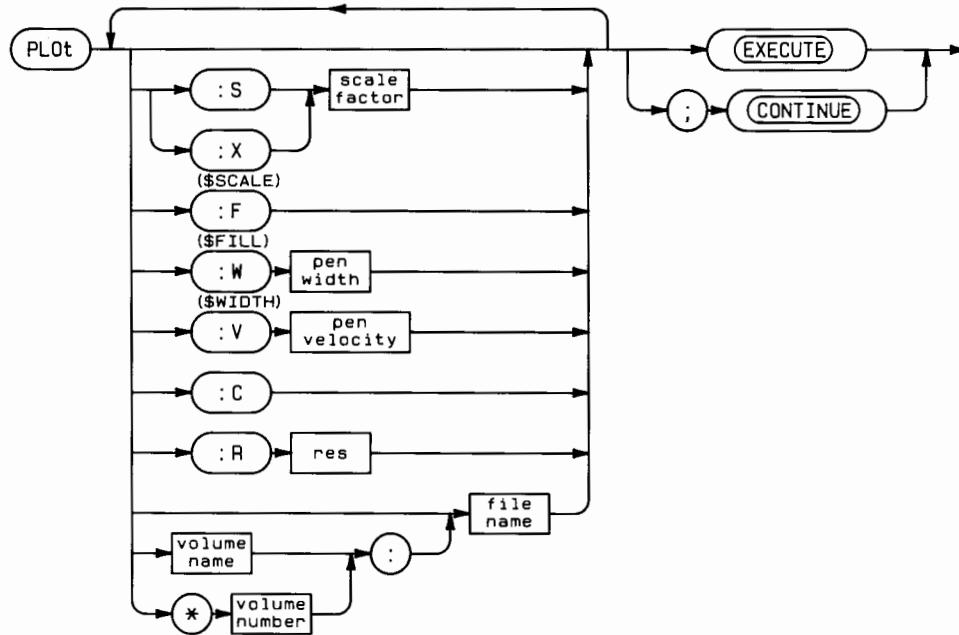 PLOt
EXECUTE
:S
scale
factor
;
CONTINUE
:X
($SCALE)
:F
($FILL)
:W
pen
width
($WIDTH)
:V
pen
velocity
:C
:R
res
file
name
volume
name
:
*
volume
number